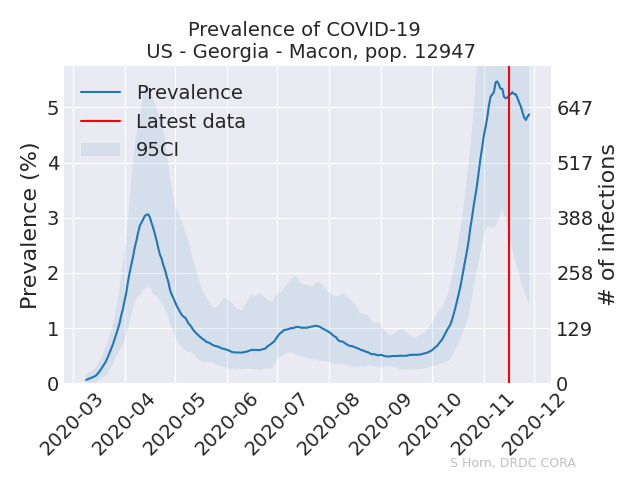 Prevalence of COVID-19
US - Georgia - Macon, pop. 12947
Prevalence
Latest data
95CI
Prevalence (%)
5
4
3
2
1
0
647
517
388
258
129
0
# of infections
2020-03
2020-04
2020-05
2020-06
2020-07
2020-08
2020-09
2020-10
2020-11
2020-12
S Horn, DRDC CORA